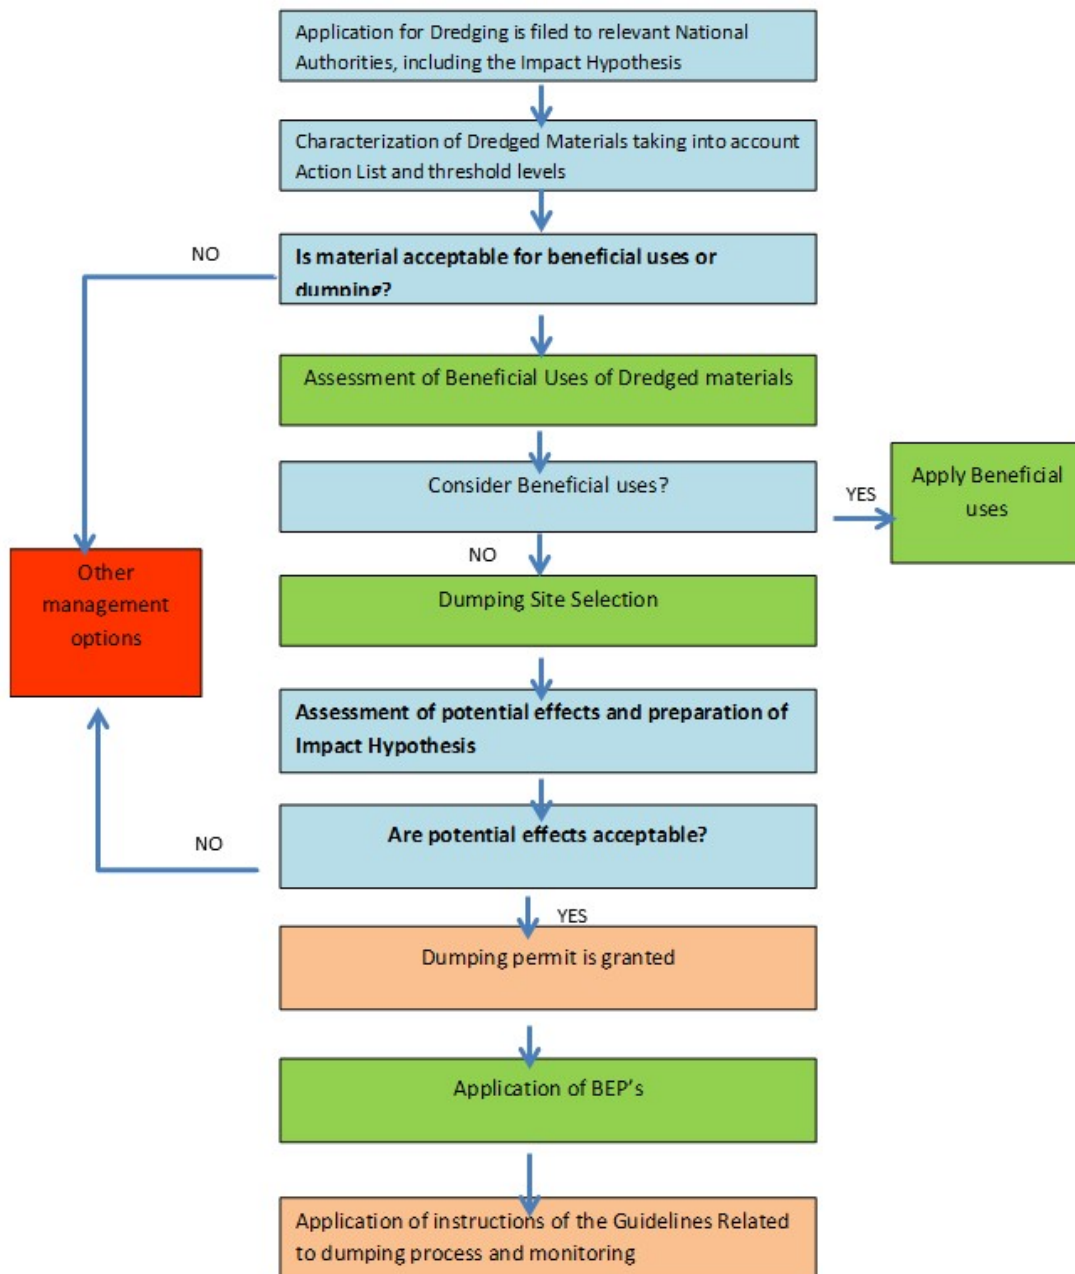 Application for Dredging is filed to relevant National
Authorities, including the Impact Hypothesis
Characterization of Dredged Materials taking into account
Action List and threshold levels
NO
Is material acceptable for beneficial uses or
dumping?
Assessment of Beneficial Uses of Dredged materials
Consider Beneficial uses?
YES
Apply Beneficial
uses
NO
Other
management
options
Dumping Site Selection
Assessment of potential effects and preparation of
Impact Hypothesis
Are potential effects acceptable?
NO
YES
Dumping permit is granted
Application of BEP's
Application of instructions of the Guidelines Related
to dumping process and monitoring